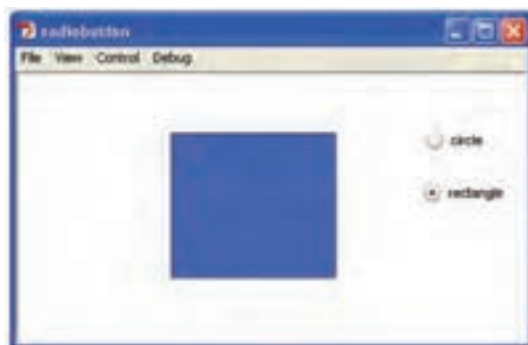 radiobutton
File View Control Debug
circle
rectangle